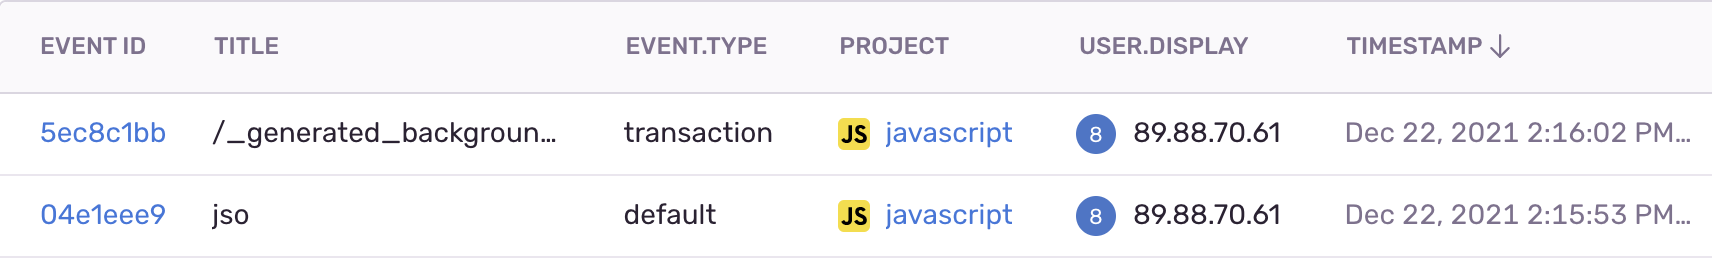 EVENT ID TITLE EVENT.TYPE PROJECT USER.DISPLAY TIMESTAMP
5ec8c1bb /_generated_backgroun… transaction JS javascript 8 89.88.70.61 Dec 22, 2021 2:16:02 PM…
04e1eee9 jso default JS javascript 8 89.88.70.61 Dec 22, 2021 2:15:53 PM…